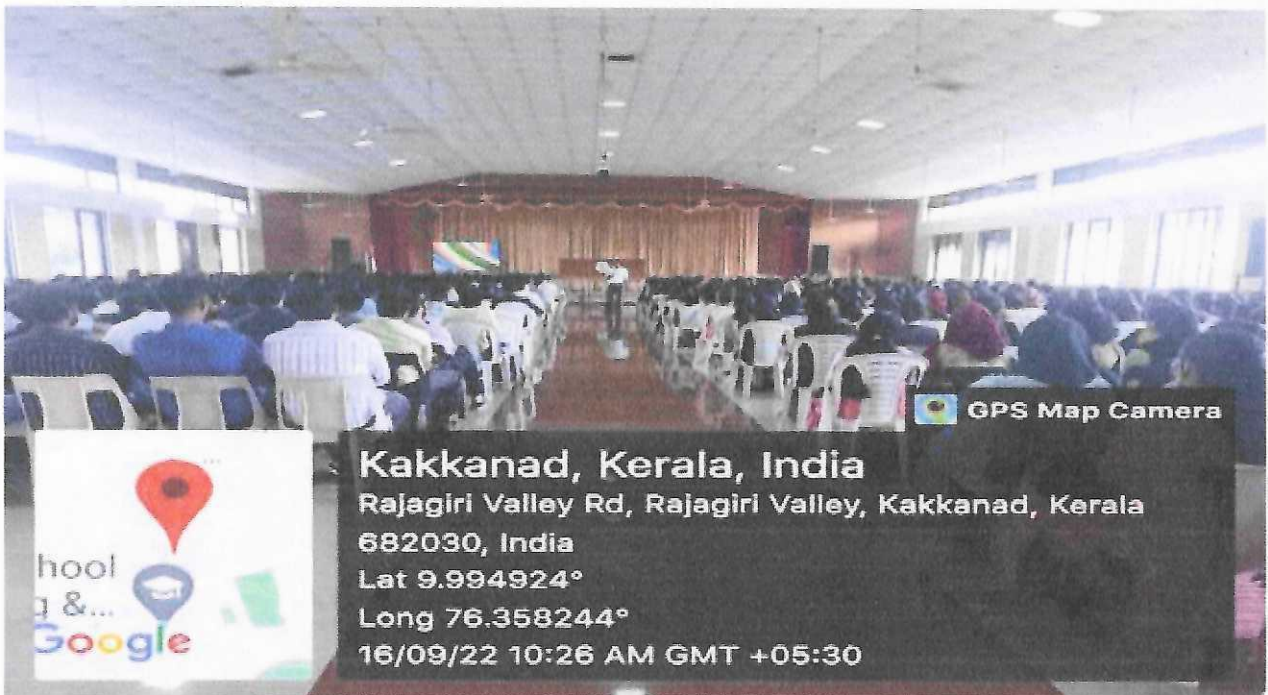 GPS Map Camera
Kakkanad, Kerala, India
Rajagiri Valley Rd, Rajagiri Valley, Kakkanad, Kerala
682030, India
Lat 9.994924°
Long 76.358244°
16/09/22 10:26 AM GMT +05:30
hool
&...
Google